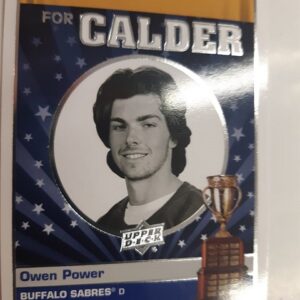 FOR CALDER
UPPER
DECK
Owen Power
BUFFALO SABRES® D